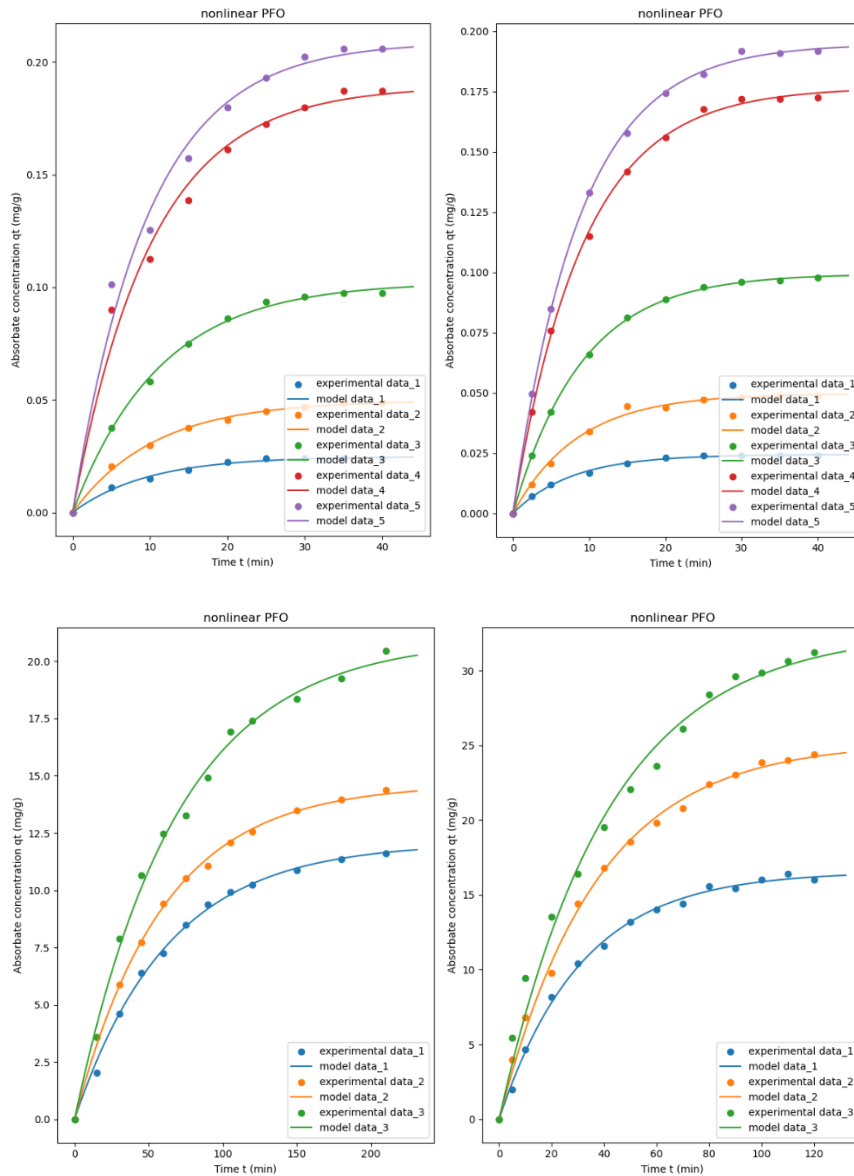 nonlinear PFO
Absorbate concentration qt (mg/g)
0.20
0.15
0.10
0.05
0.00
experimental data_1
model data_1
experimental data_2
model data_2
experimental data_3
model data_3
experimental data_4
model data_4
experimental data_5
model data_5
0 10 20 30 40
Time t (min)
nonlinear PFO
Absorbate concentration qt (mg/g)
0.200
0.175
0.150
0.125
0.100
0.075
0.050
0.025
0.000
experimental data_1
model data_1
experimental data_2
model data_2
experimental data_3
model data_3
experimental data_4
model data_4
experimental data_5
model data_5
0 10 20 30 40
Time t (min)
nonlinear PFO
Absorbate concentration qt (mg/g)
20.0
17.5
15.0
12.5
10.0
7.5
5.0
2.5
0.0
experimental data_1
model data_1
experimental data_2
model data_2
experimental data_3
model data_3
0 50 100 150 200
Time t (min)
nonlinear PFO
Absorbate concentration qt (mg/g)
30
25
20
15
10
5
0
experimental data_1
model data_1
experimental data_2
model data_2
experimental data_3
model data_3
0 20 40 60 80 100 120
Time t (min)